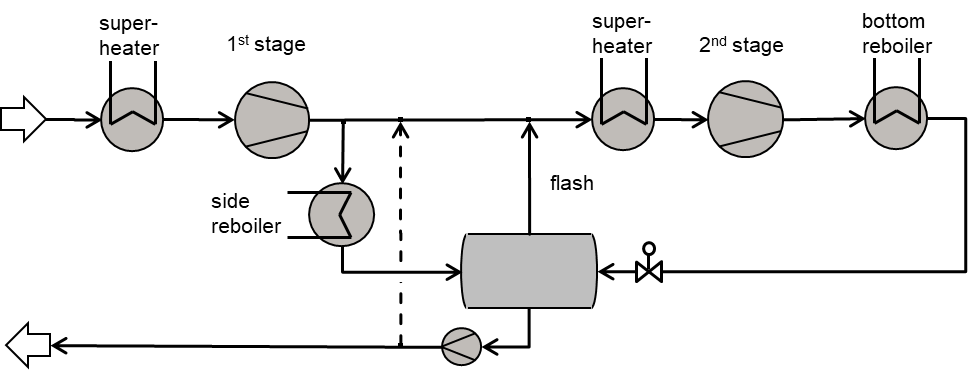 super-
heater
1st stage
super-
heater
2nd stage
bottom
reboiler
side
reboiler
flash